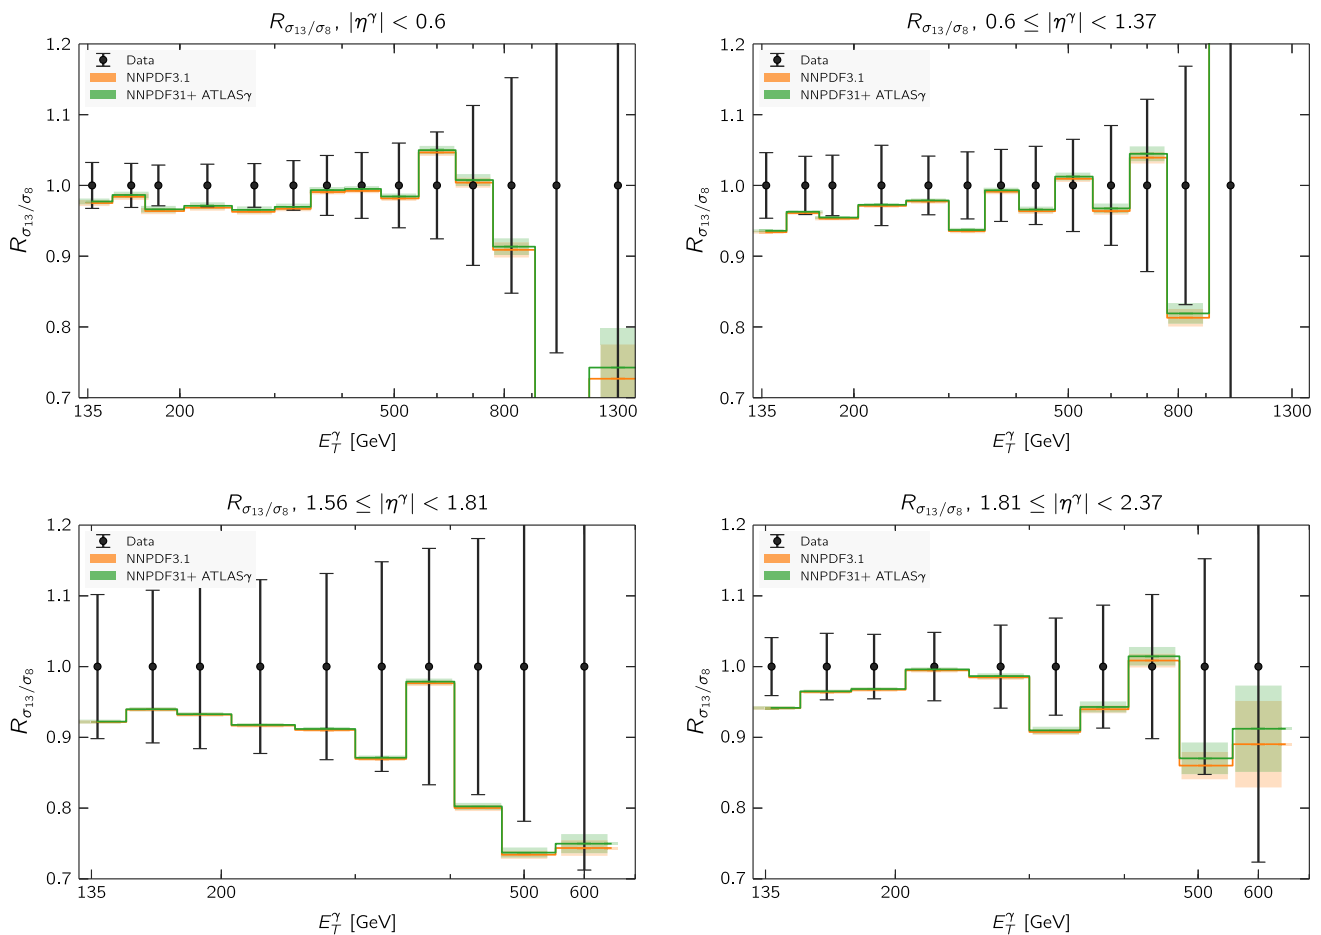 R_{σ13/σ8}, |η^γ| < 0.6
1.2
1.1
1.0
0.9
0.8
0.7
R_{σ13/σ8}
Data
NNPDF3.1
NNPDF31+ ATLASγ
135 200 500 800 1300
E_T^γ [GeV]
R_{σ13/σ8}, 0.6 ≤ |η^γ| < 1.37
1.2
1.1
1.0
0.9
0.8
0.7
R_{σ13/σ8}
Data
NNPDF3.1
NNPDF31+ ATLASγ
135 200 500 800 1300
E_T^γ [GeV]
R_{σ13/σ8}, 1.56 ≤ |η^γ| < 1.81
1.2
1.1
1.0
0.9
0.8
0.7
R_{σ13/σ8}
Data
NNPDF3.1
NNPDF31+ ATLASγ
135 200 500 600
E_T^γ [GeV]
R_{σ13/σ8}, 1.81 ≤ |η^γ| < 2.37
1.2
1.1
1.0
0.9
0.8
0.7
R_{σ13/σ8}
Data
NNPDF3.1
NNPDF31+ ATLASγ
135 200 500 600
E_T^γ [GeV]